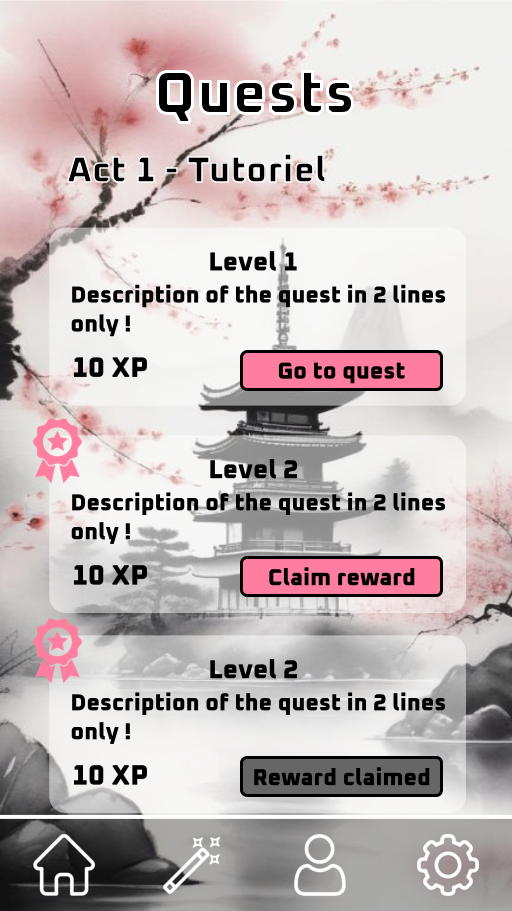 Quests
Act 1 - Tutoriel
Level 1
Description of the quest in 2 lines
only !
10 XP
Go to quest
Level 2
Description of the quest in 2 lines
only !
10 XP
Claim reward
Level 2
Description of the quest in 2 lines
only !
10 XP
Reward claimed